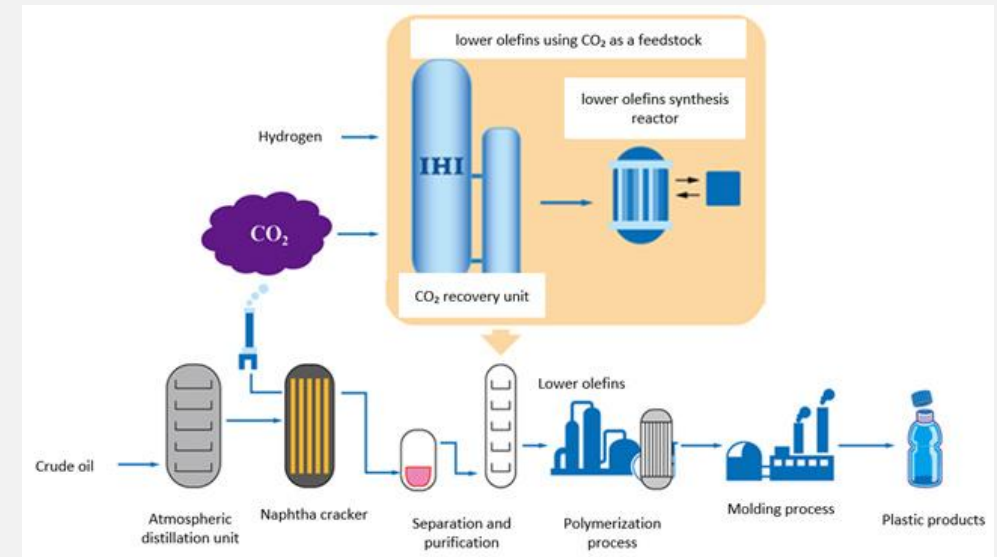 lower olefins using CO₂ as a feedstock
lower olefins synthesis
reactor
Hydrogen
IHI
CO₂
CO₂ recovery unit
Lower olefins
Crude oil
Atmospheric
distillation unit
Naphtha cracker
Separation and
purification
Polymerization
process
Molding process
Plastic products